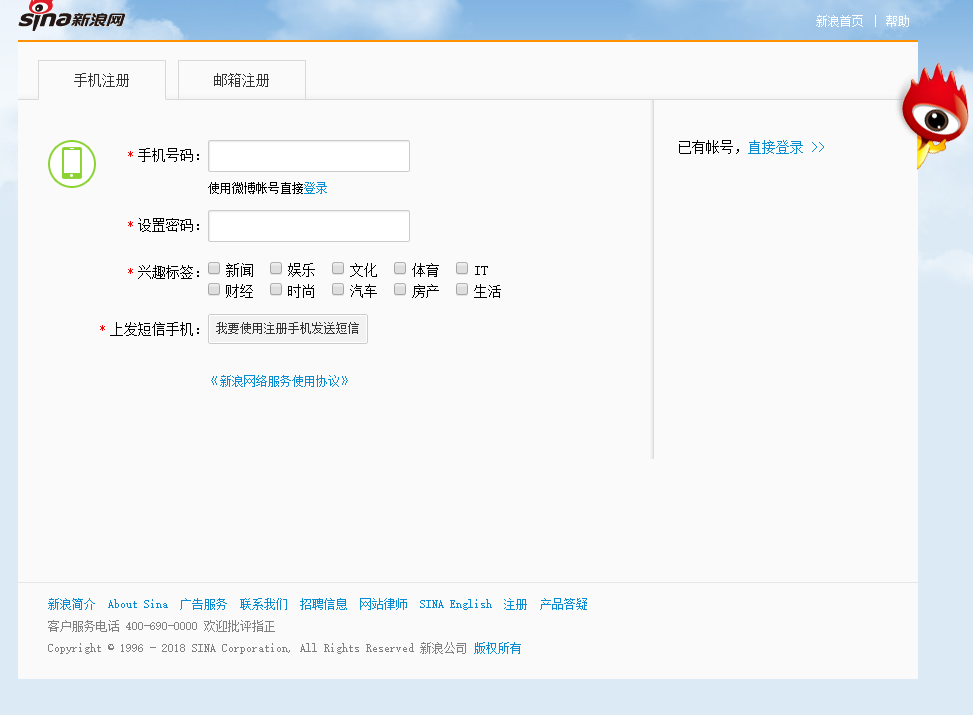 sina新浪网
新浪首页 | 帮助
手机注册 邮箱注册
已有帐号，直接登录 >>
*手机号码：
使用微博帐号直接登录
*设置密码：
*兴趣标签： 新闻 娱乐 文化 体育 IT
财经 时尚 汽车 房产 生活
*上发短信手机： 我要使用注册手机发送短信
《新浪网络服务使用协议》
新浪简介 About Sina 广告服务 联系我们 招聘信息 网站律师 SINA English 注册 产品答疑
客户服务电话 400-690-0000 欢迎批评指正
Copyright © 1996 - 2018 SINA Corporation, All Rights Reserved 新浪公司 版权所有